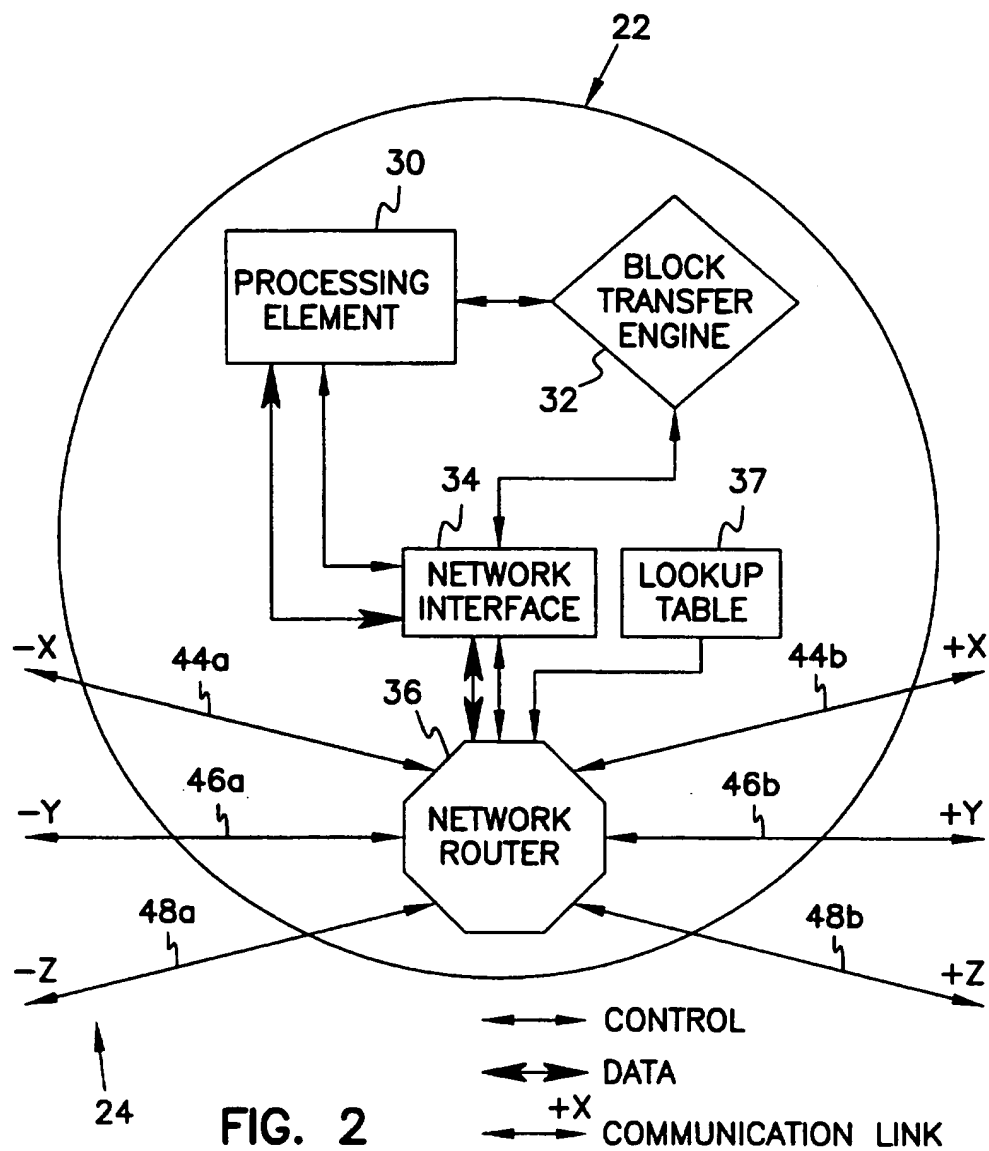 22
30
PROCESSING
ELEMENT
BLOCK
TRANSFER
ENGINE
32
34
37
NETWORK
INTERFACE
LOOKUP
TABLE
-X
44a
36
44b
+X
-Y
46a
NETWORK
ROUTER
46b
+Y
-Z
48a
48b
+Z
24
CONTROL
DATA
+X
COMMUNICATION LINK
FIG. 2